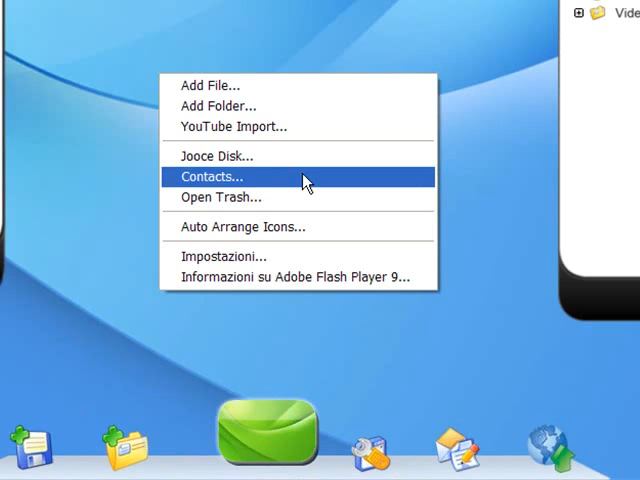 Vide
Add File...
Add Folder...
YouTube Import...
Jooce Disk...
Contacts...
Open Trash...
Auto Arrange Icons...
Impostazioni...
Informazioni su Adobe Flash Player 9...